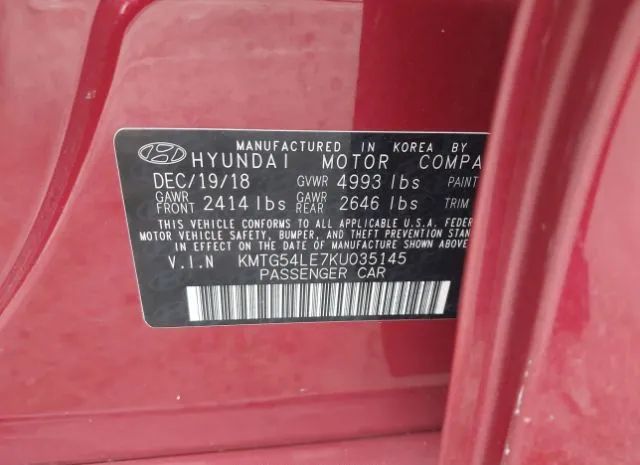 MANUFACTURED IN KOREA BY
HYUNDAI MOTOR COMPA
DEC/19/18 GVWR 4993 lbs PAINT
GAWR FRONT 2414 lbs GAWR REAR 2646 lbs TRIM
THIS VEHICLE CONFORMS TO ALL APPLICABLE U.S.A. FEDER
MOTOR VEHICLE SAFETY, BUMPER, AND THEFT PREVENTION STANDARDS
IN EFFECT ON THE DATE OF MANUFACTURE SHOWN ABOVE.
V.I.N KMTG54LE7KU035145
PASSENGER CAR